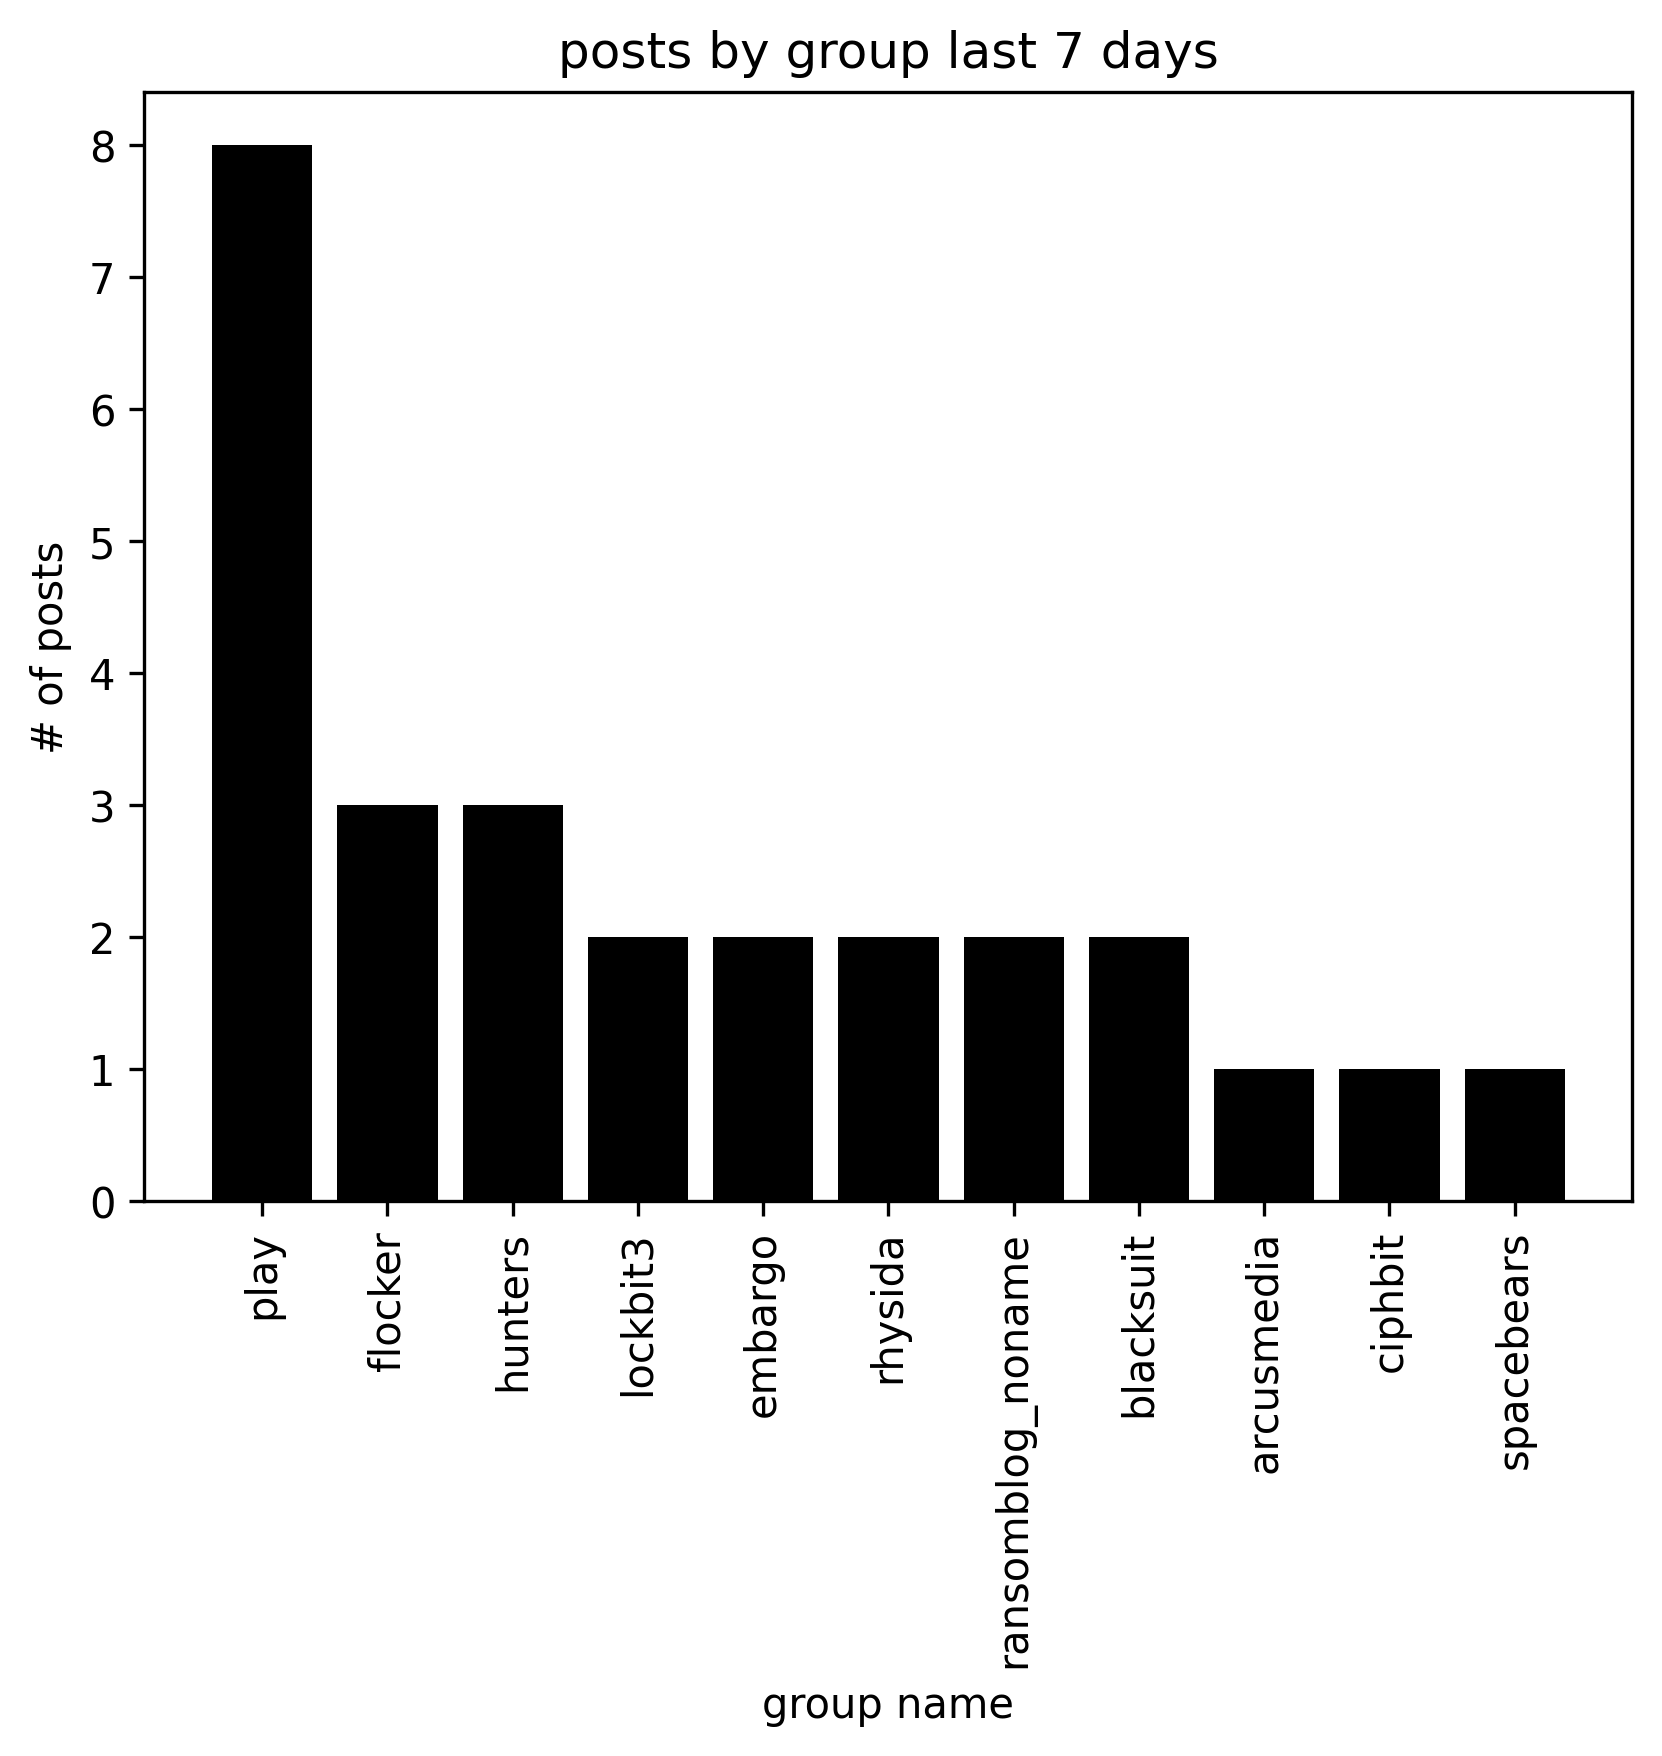 posts by group last 7 days
8
7
6
5
4
3
2
1
0
# of posts
play
flocker
hunters
lockbit3
embargo
rhysida
ransomblog_noname
blacksuit
arcusmedia
ciphbit
spacebears
group name